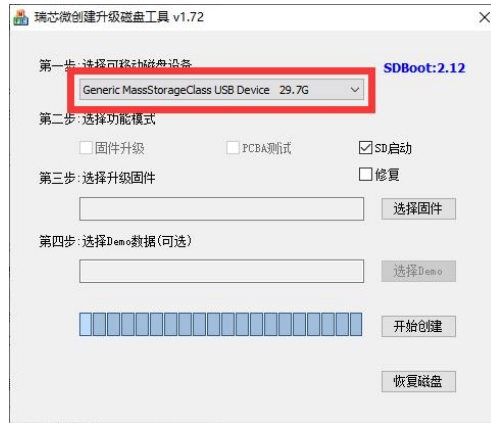 瑞芯微创建升级磁盘工具 v1.72
第一步:选择可移动磁盘设备
SDBoot:2.12
Generic MassStorageClass USB Device 29.7G
第二步:选择功能模式
固件升级
PCBA测试
SD启动
第三步:选择升级固件
修复
选择固件
第四步:选择Demo数据(可选)
选择Demo
开始创建
恢复磁盘